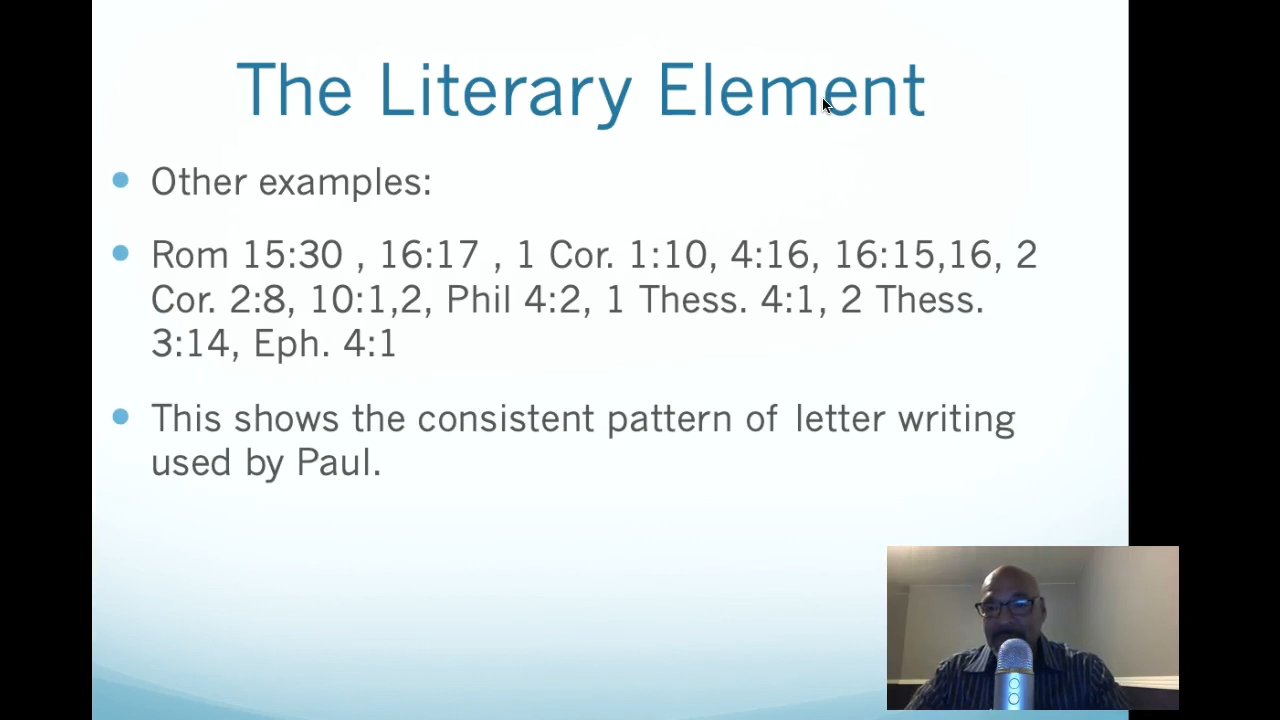 The Literary Element
Other examples:
Rom 15:30 , 16:17 , 1 Cor. 1:10, 4:16, 16:15,16, 2
Cor. 2:8, 10:1,2, Phil 4:2, 1 Thess. 4:1, 2 Thess.
3:14, Eph. 4:1
This shows the consistent pattern of letter writing
used by Paul.